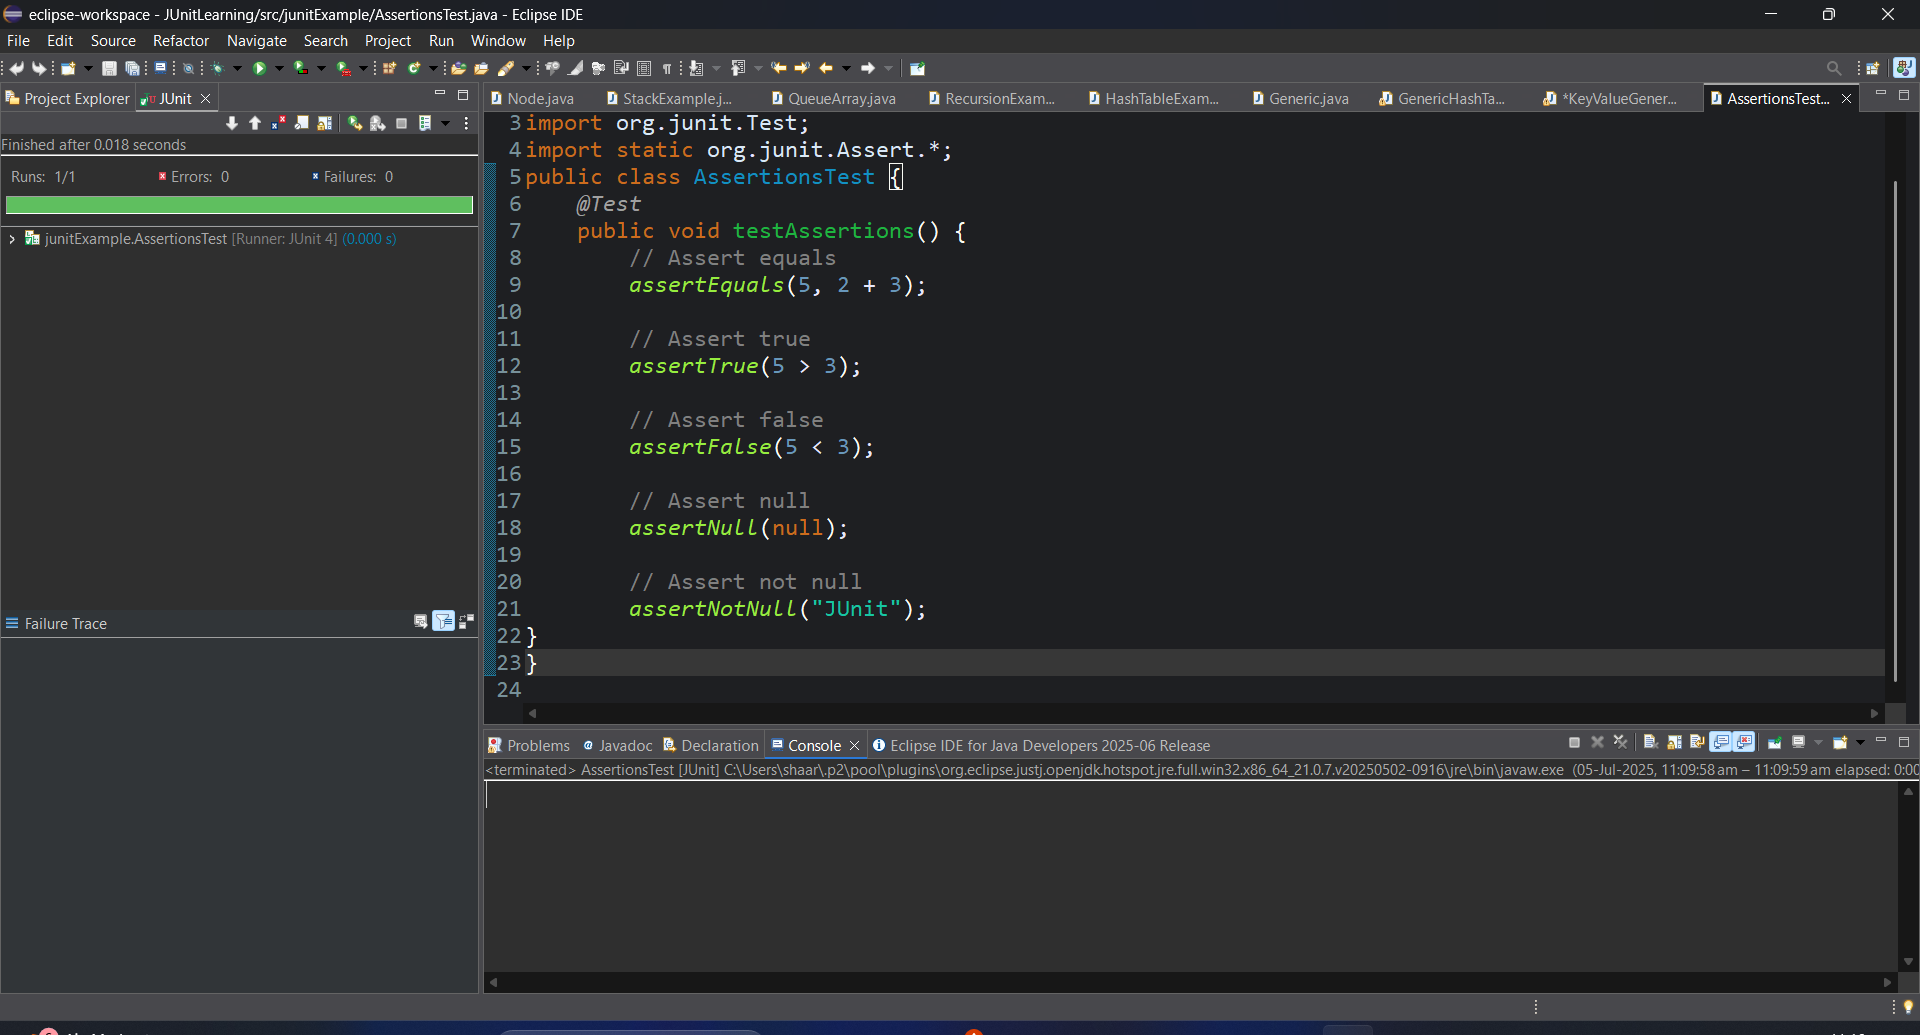 eclipse-workspace - JUnitLearning/src/junitExample/AssertionsTest.java - Eclipse IDE
File Edit Source Refactor Navigate Search Project Run Window Help
Project Explorer JUnit
Finished after 0.018 seconds
Runs: 1/1 Errors: 0 Failures: 0
junitExample.AssertionsTest [Runner: JUnit 4] (0.000 s)
Failure Trace
Node.java StackExample.j... QueueArray.java RecursionExam... HashTableExam... Generic.java GenericHashTa... *KeyValueGener... AssertionsTest...
3 import org.junit.Test;
4 import static org.junit.Assert.*;
5 public class AssertionsTest {
6 @Test
7 public void testAssertions() {
8 // Assert equals
9 assertEquals(5, 2 + 3);
10
11 // Assert true
12 assertTrue(5 > 3);
13
14 // Assert false
15 assertFalse(5 < 3);
16
17 // Assert null
18 assertNull(null);
19
20 // Assert not null
21 assertNotNull("JUnit");
22 }
23 }
24
Problems Javadoc Declaration Console Eclipse IDE for Java Developers 2025-06 Release
<terminated> AssertionsTest [JUnit] C:\Users\shaar\.p2\pool\plugins\org.eclipse.justj.openjdk.hotspot.jre.full.win32.x86_64_21.0.7.v20250502-0916\jre\bin\javaw.exe (05-Jul-2025, 11:09:58 am – 11:09:59 am elapsed: 0:00